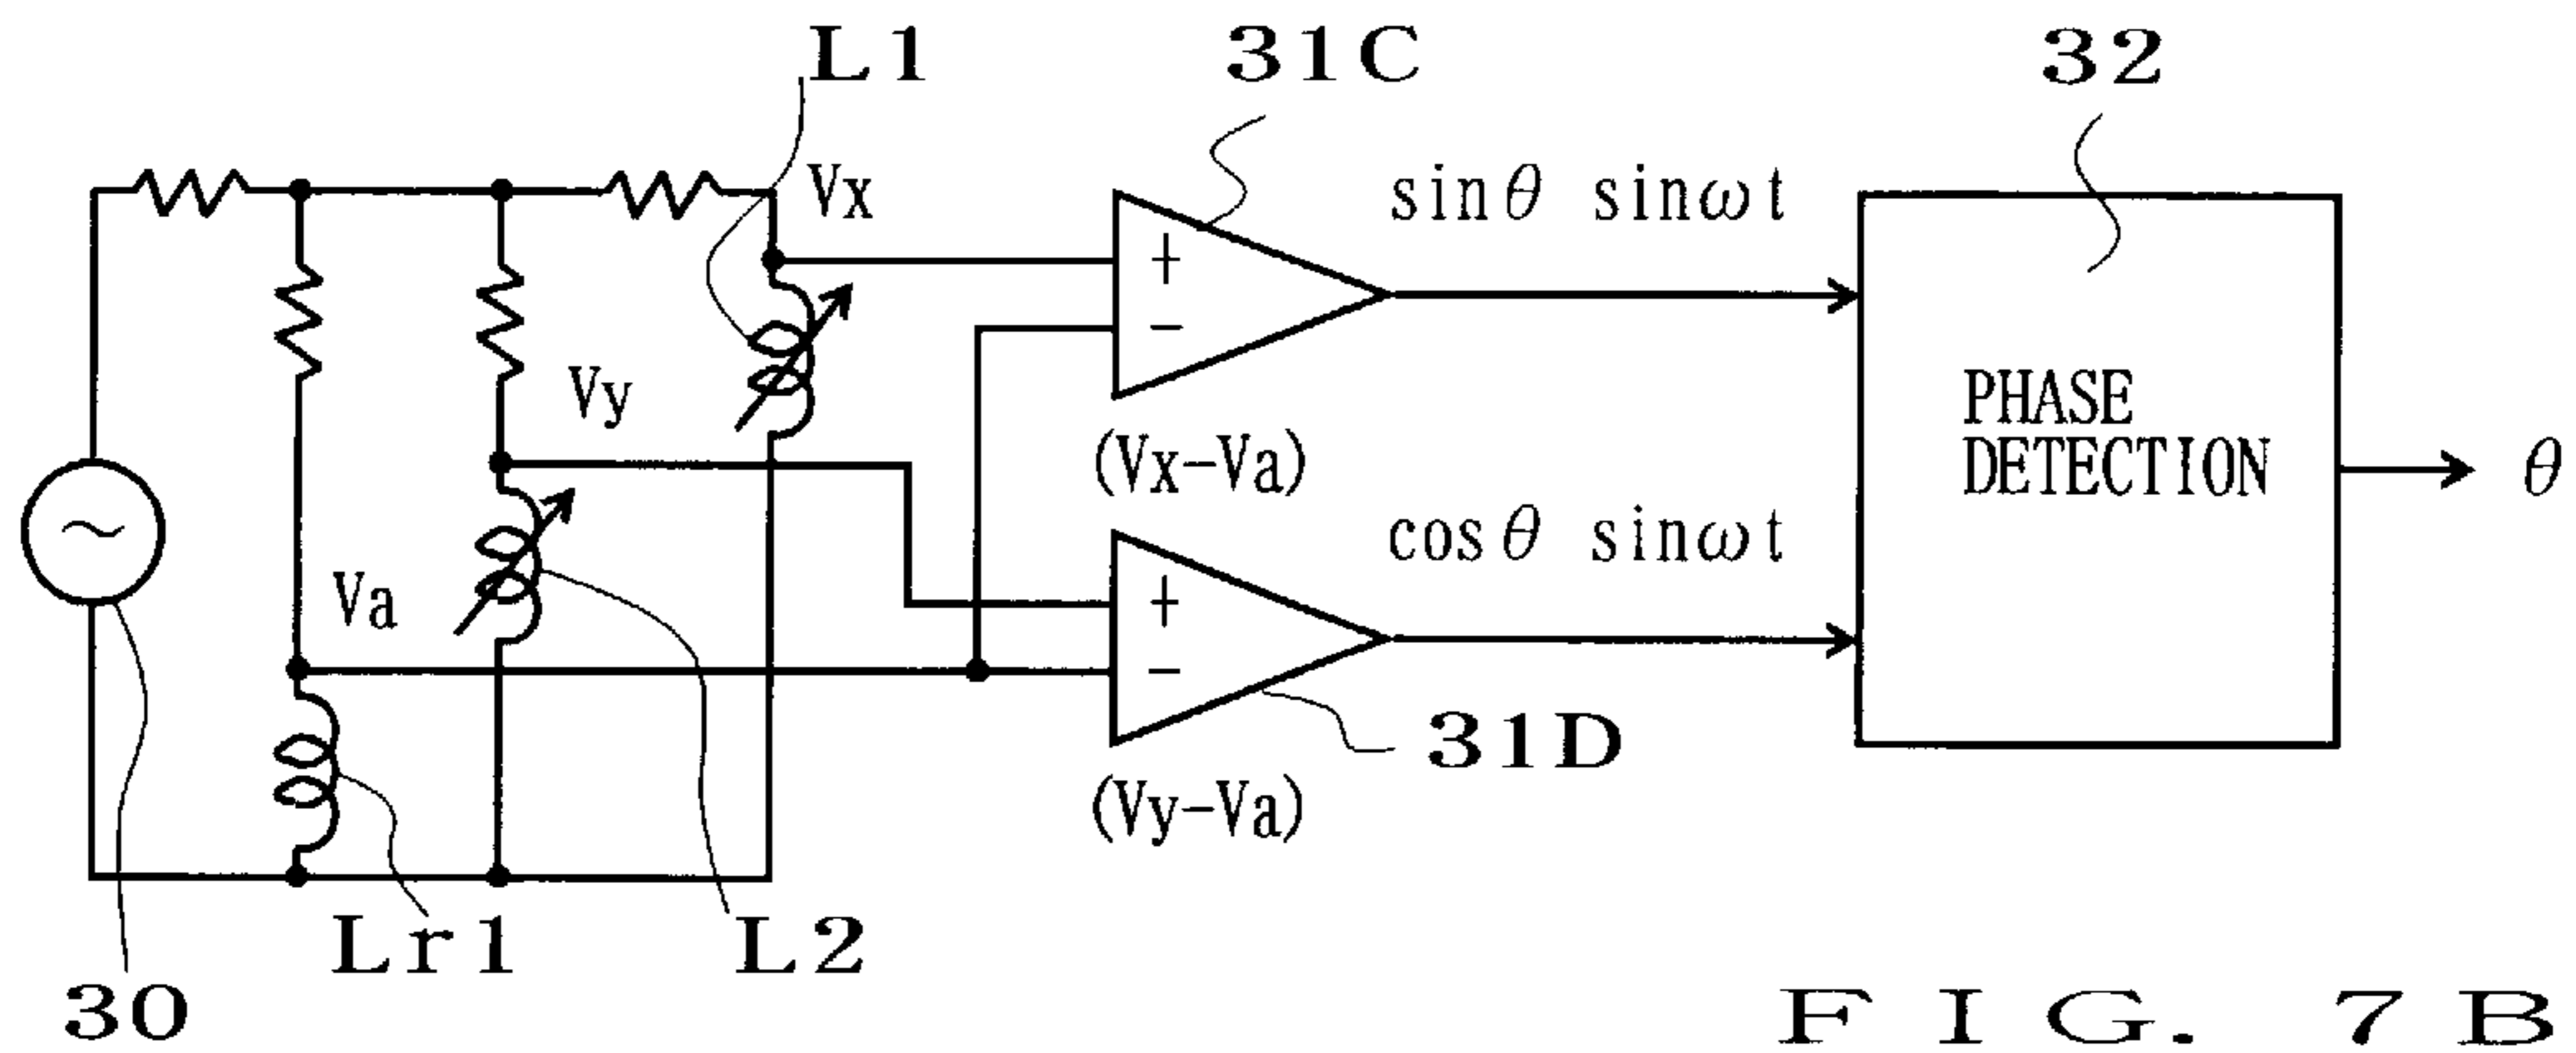 L1
31C
32
Vx
sinθ sinωt
+
−
Vy
(Vx−Va)
PHASE
DETECTION
θ
cosθ sinωt
Va
+
−
31D
(Vy−Va)
Lr1
L2
30
FIG. 7B